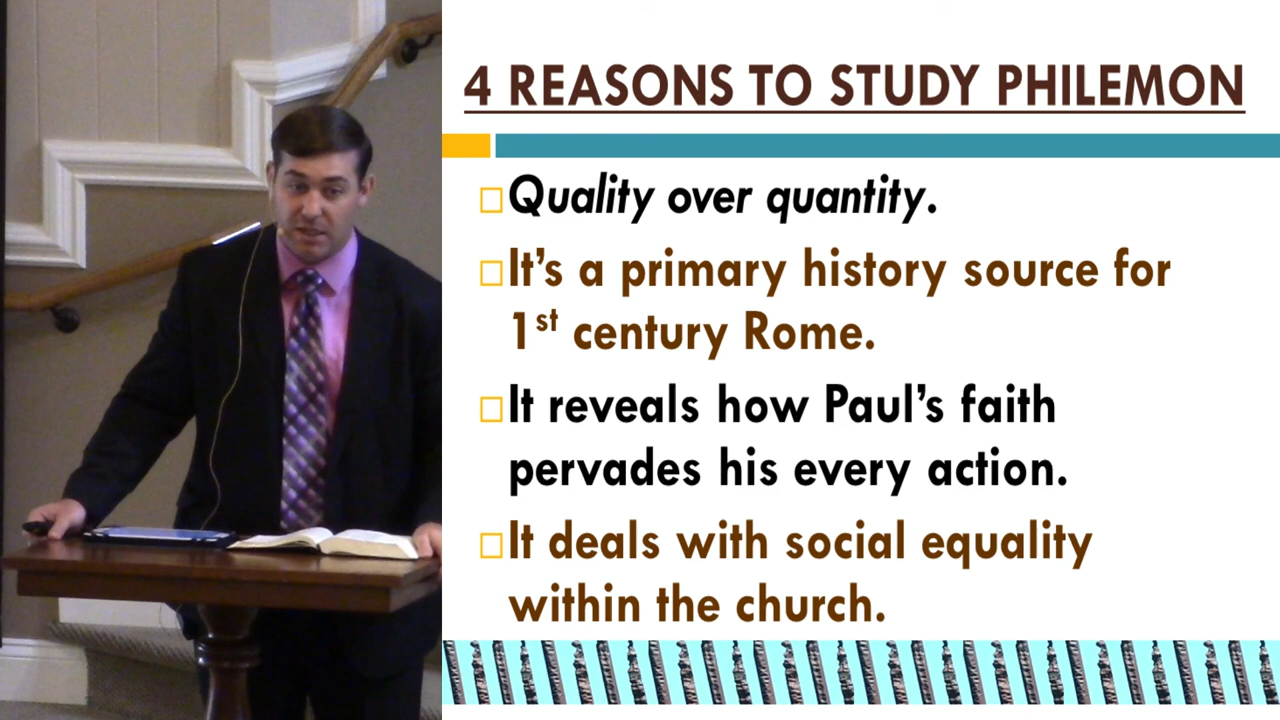 4 REASONS TO STUDY PHILEMON
Quality over quantity.
It’s a primary history source for
1st century Rome.
It reveals how Paul’s faith
pervades his every action.
It deals with social equality
within the church.